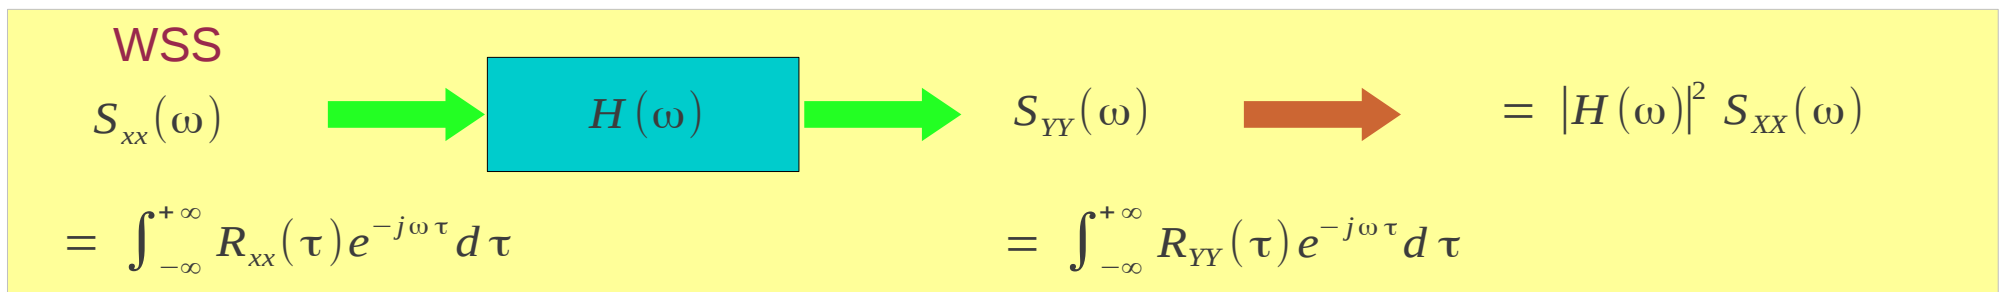 WSS
S_xx(ω) H(ω) S_YY(ω) = |H(ω)|² S_XX(ω)
= ∫_{−∞}^{+∞} R_xx(τ) e^{−jωτ} dτ = ∫_{−∞}^{+∞} R_YY(τ) e^{−jωτ} dτ